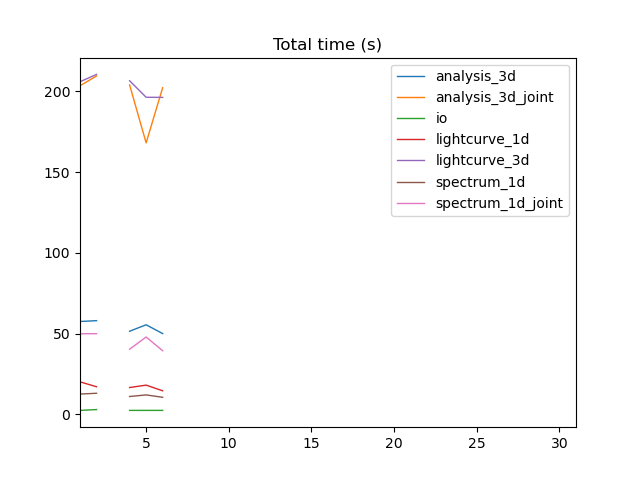 Total time (s)
200
150
100
50
0
5
10
15
20
25
30
analysis_3d
analysis_3d_joint
io
lightcurve_1d
lightcurve_3d
spectrum_1d
spectrum_1d_joint